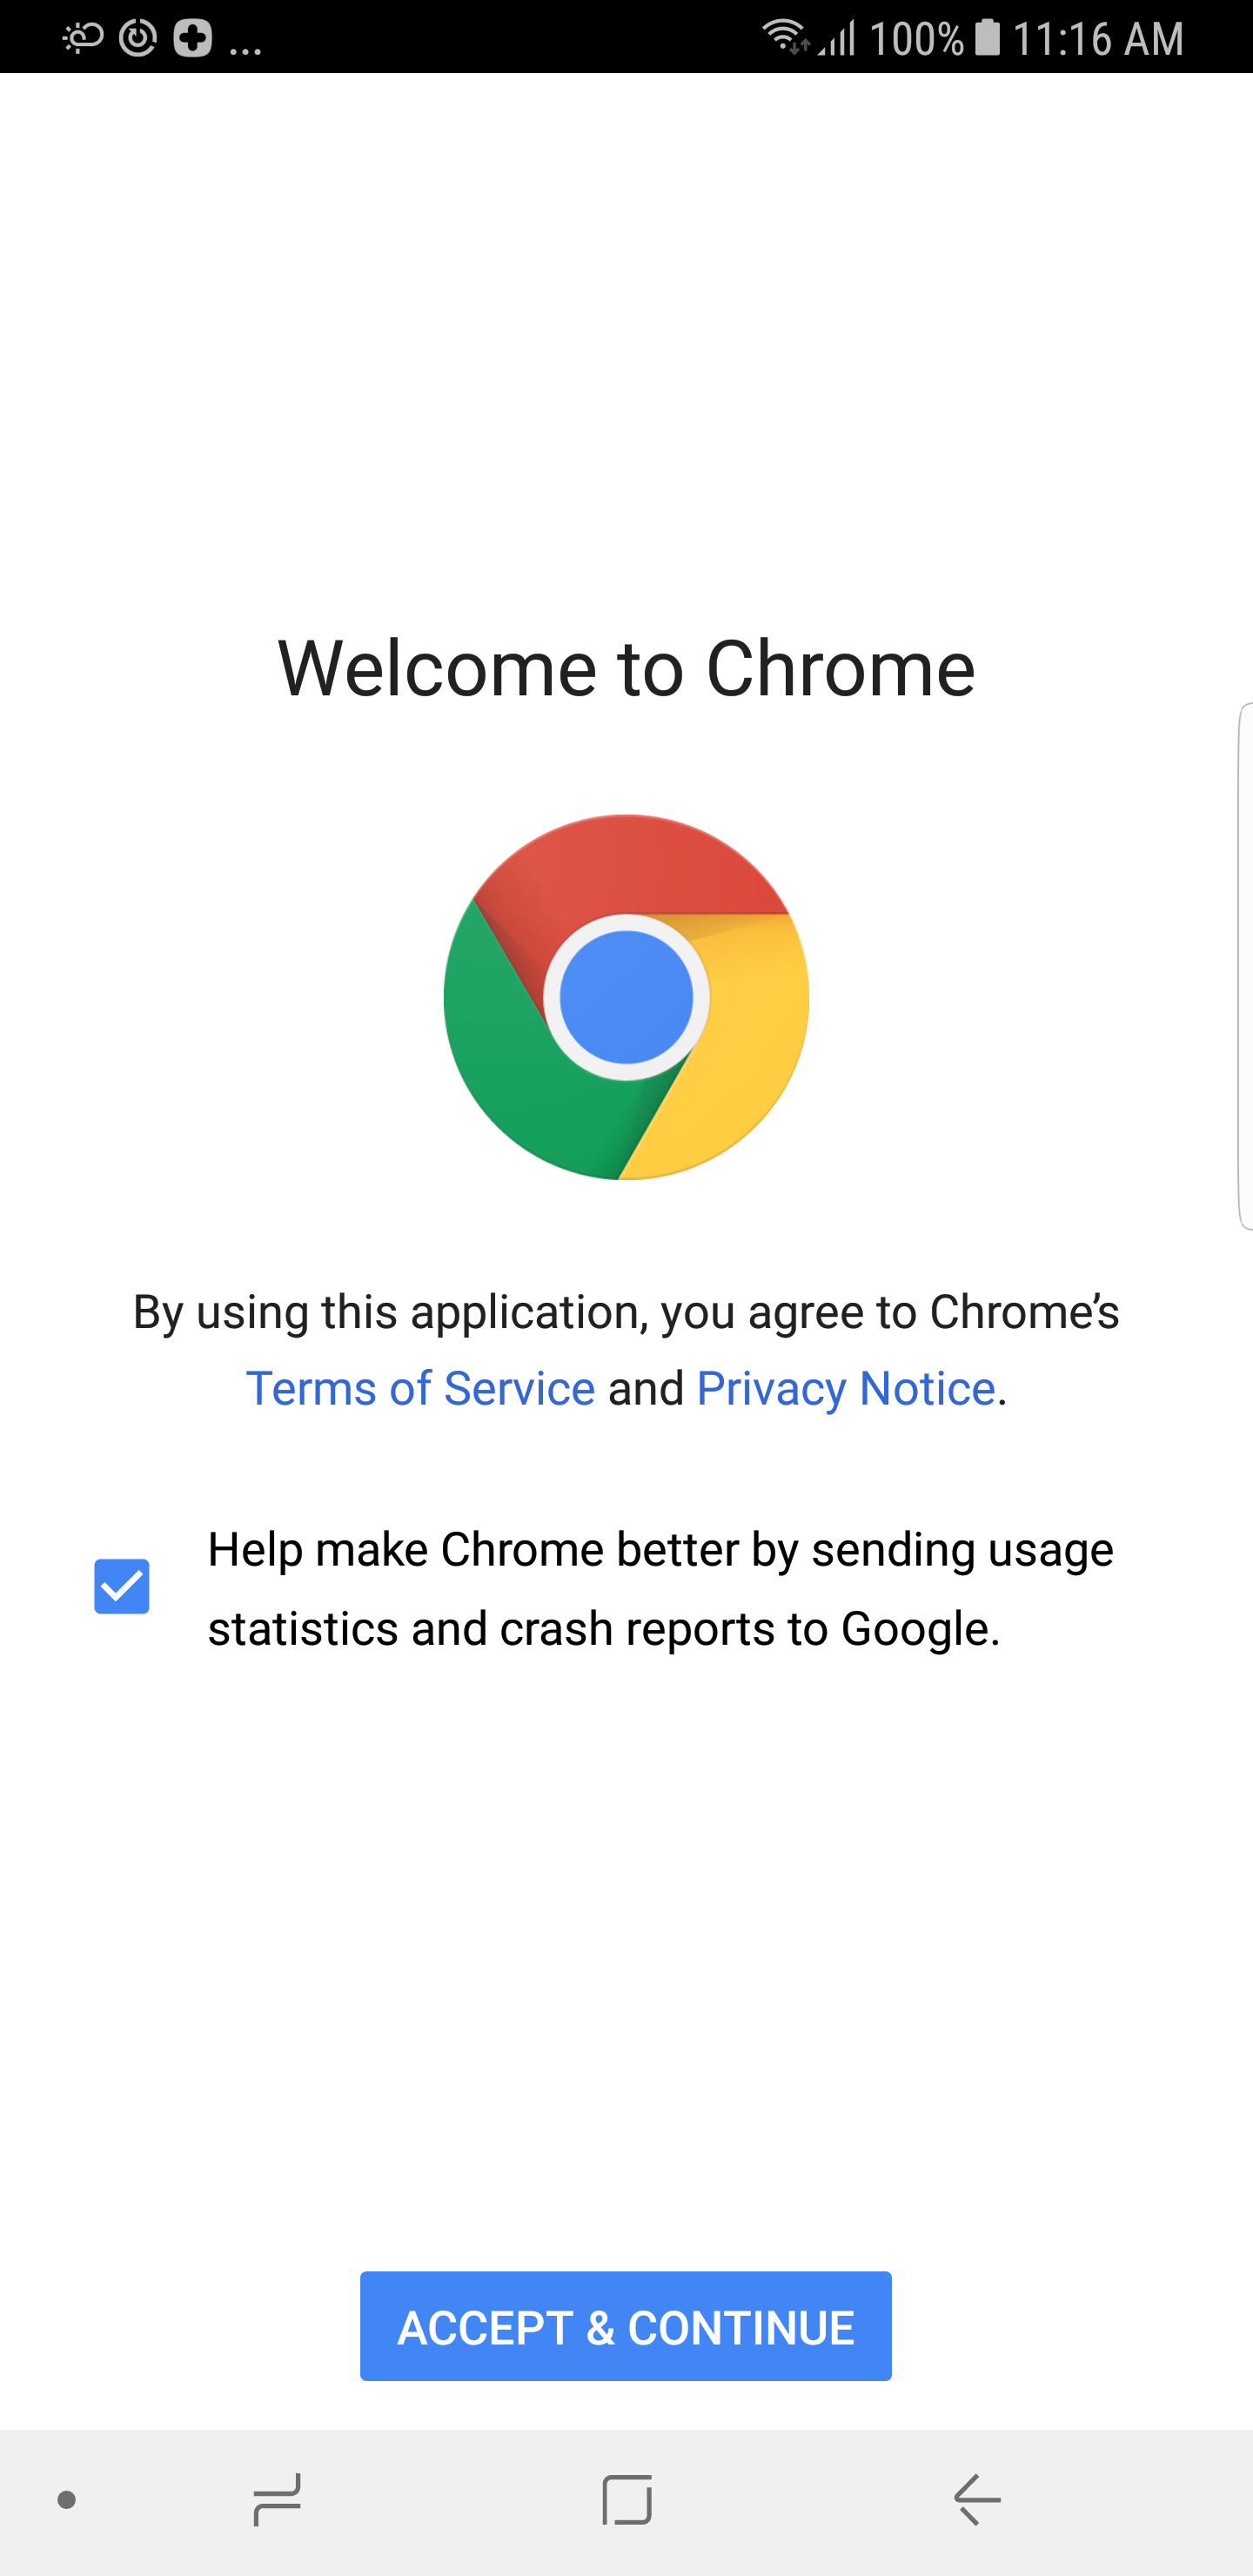 ... 100% 11:16 AM
Welcome to Chrome
By using this application, you agree to Chrome’s
Terms of Service and Privacy Notice.
Help make Chrome better by sending usage
statistics and crash reports to Google.
ACCEPT & CONTINUE